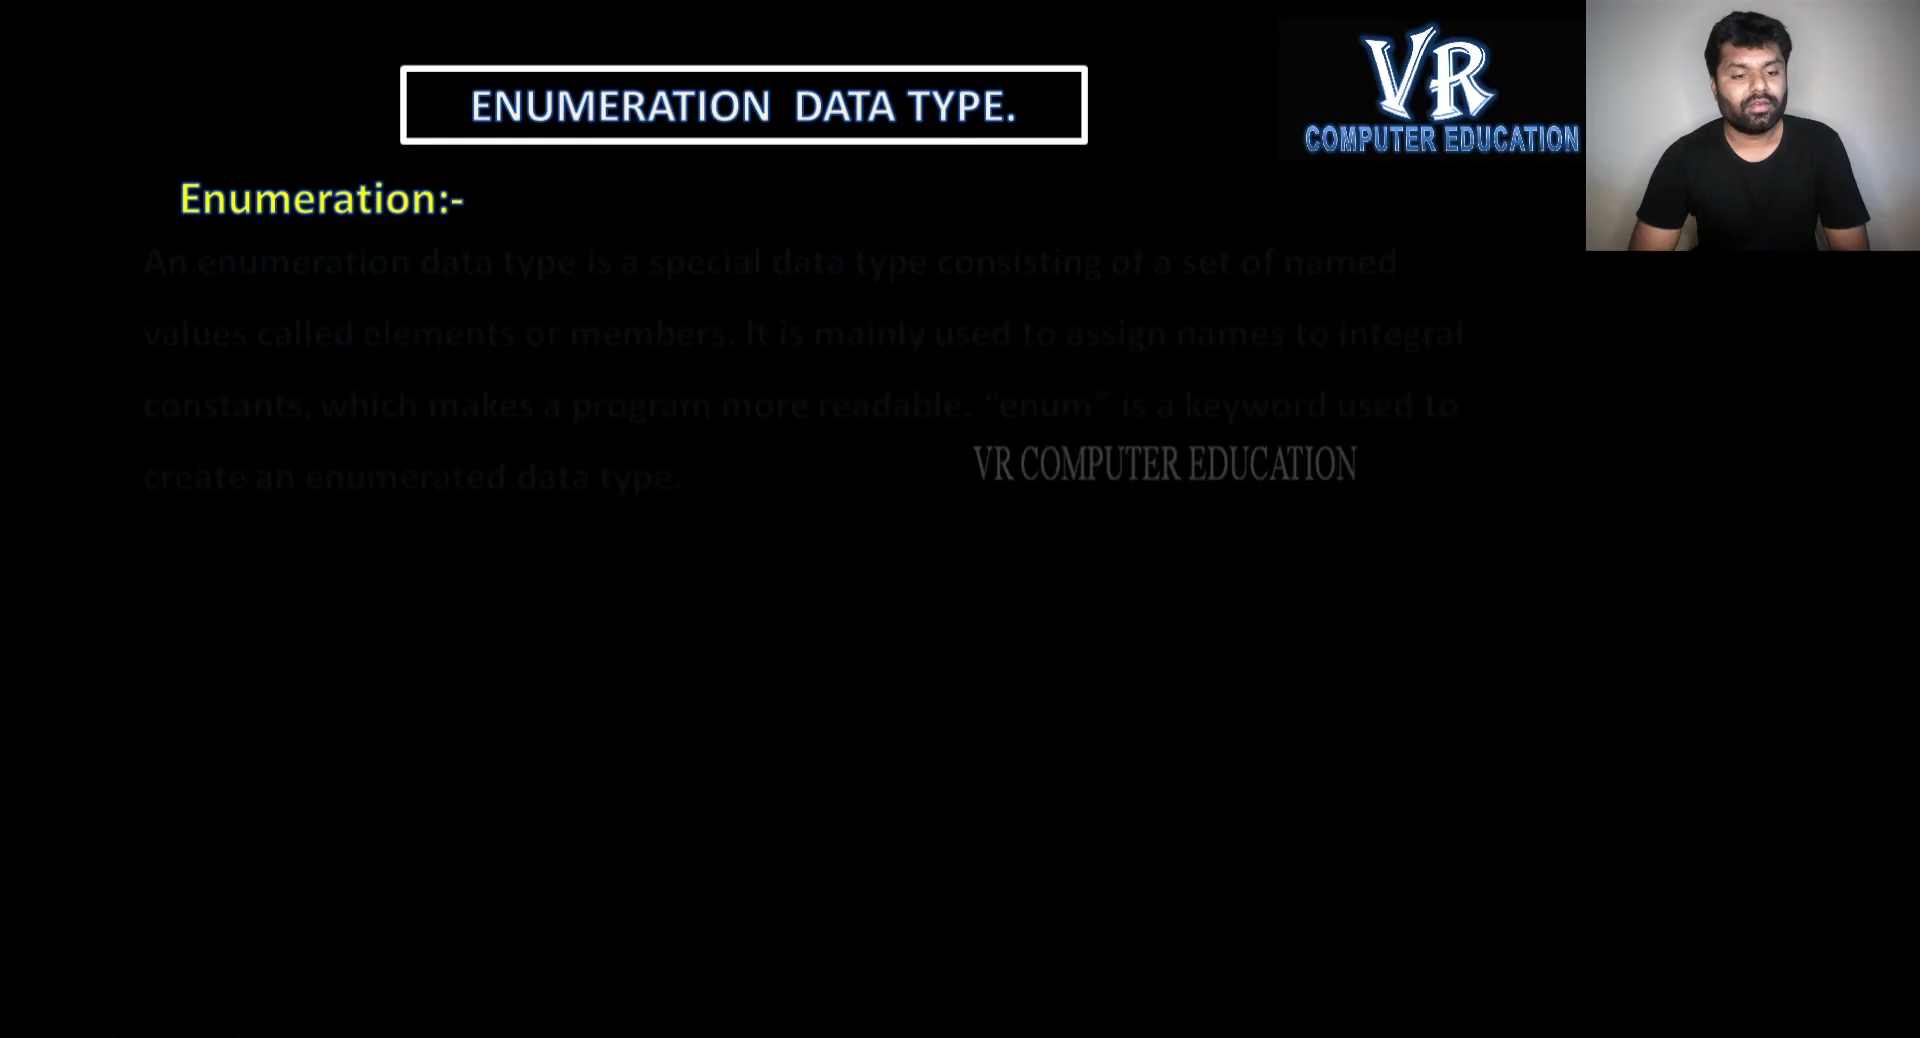 ENUMERATION DATA TYPE.
VR
COMPUTER EDUCATION
Enumeration:-
An enumeration data type is a special data type consisting of a set of named
values called elements or members. It is mainly used to assign names to integral
constants, which makes a program more readable. “enum” is a keyword used to
create an enumerated data type.
VR COMPUTER EDUCATION